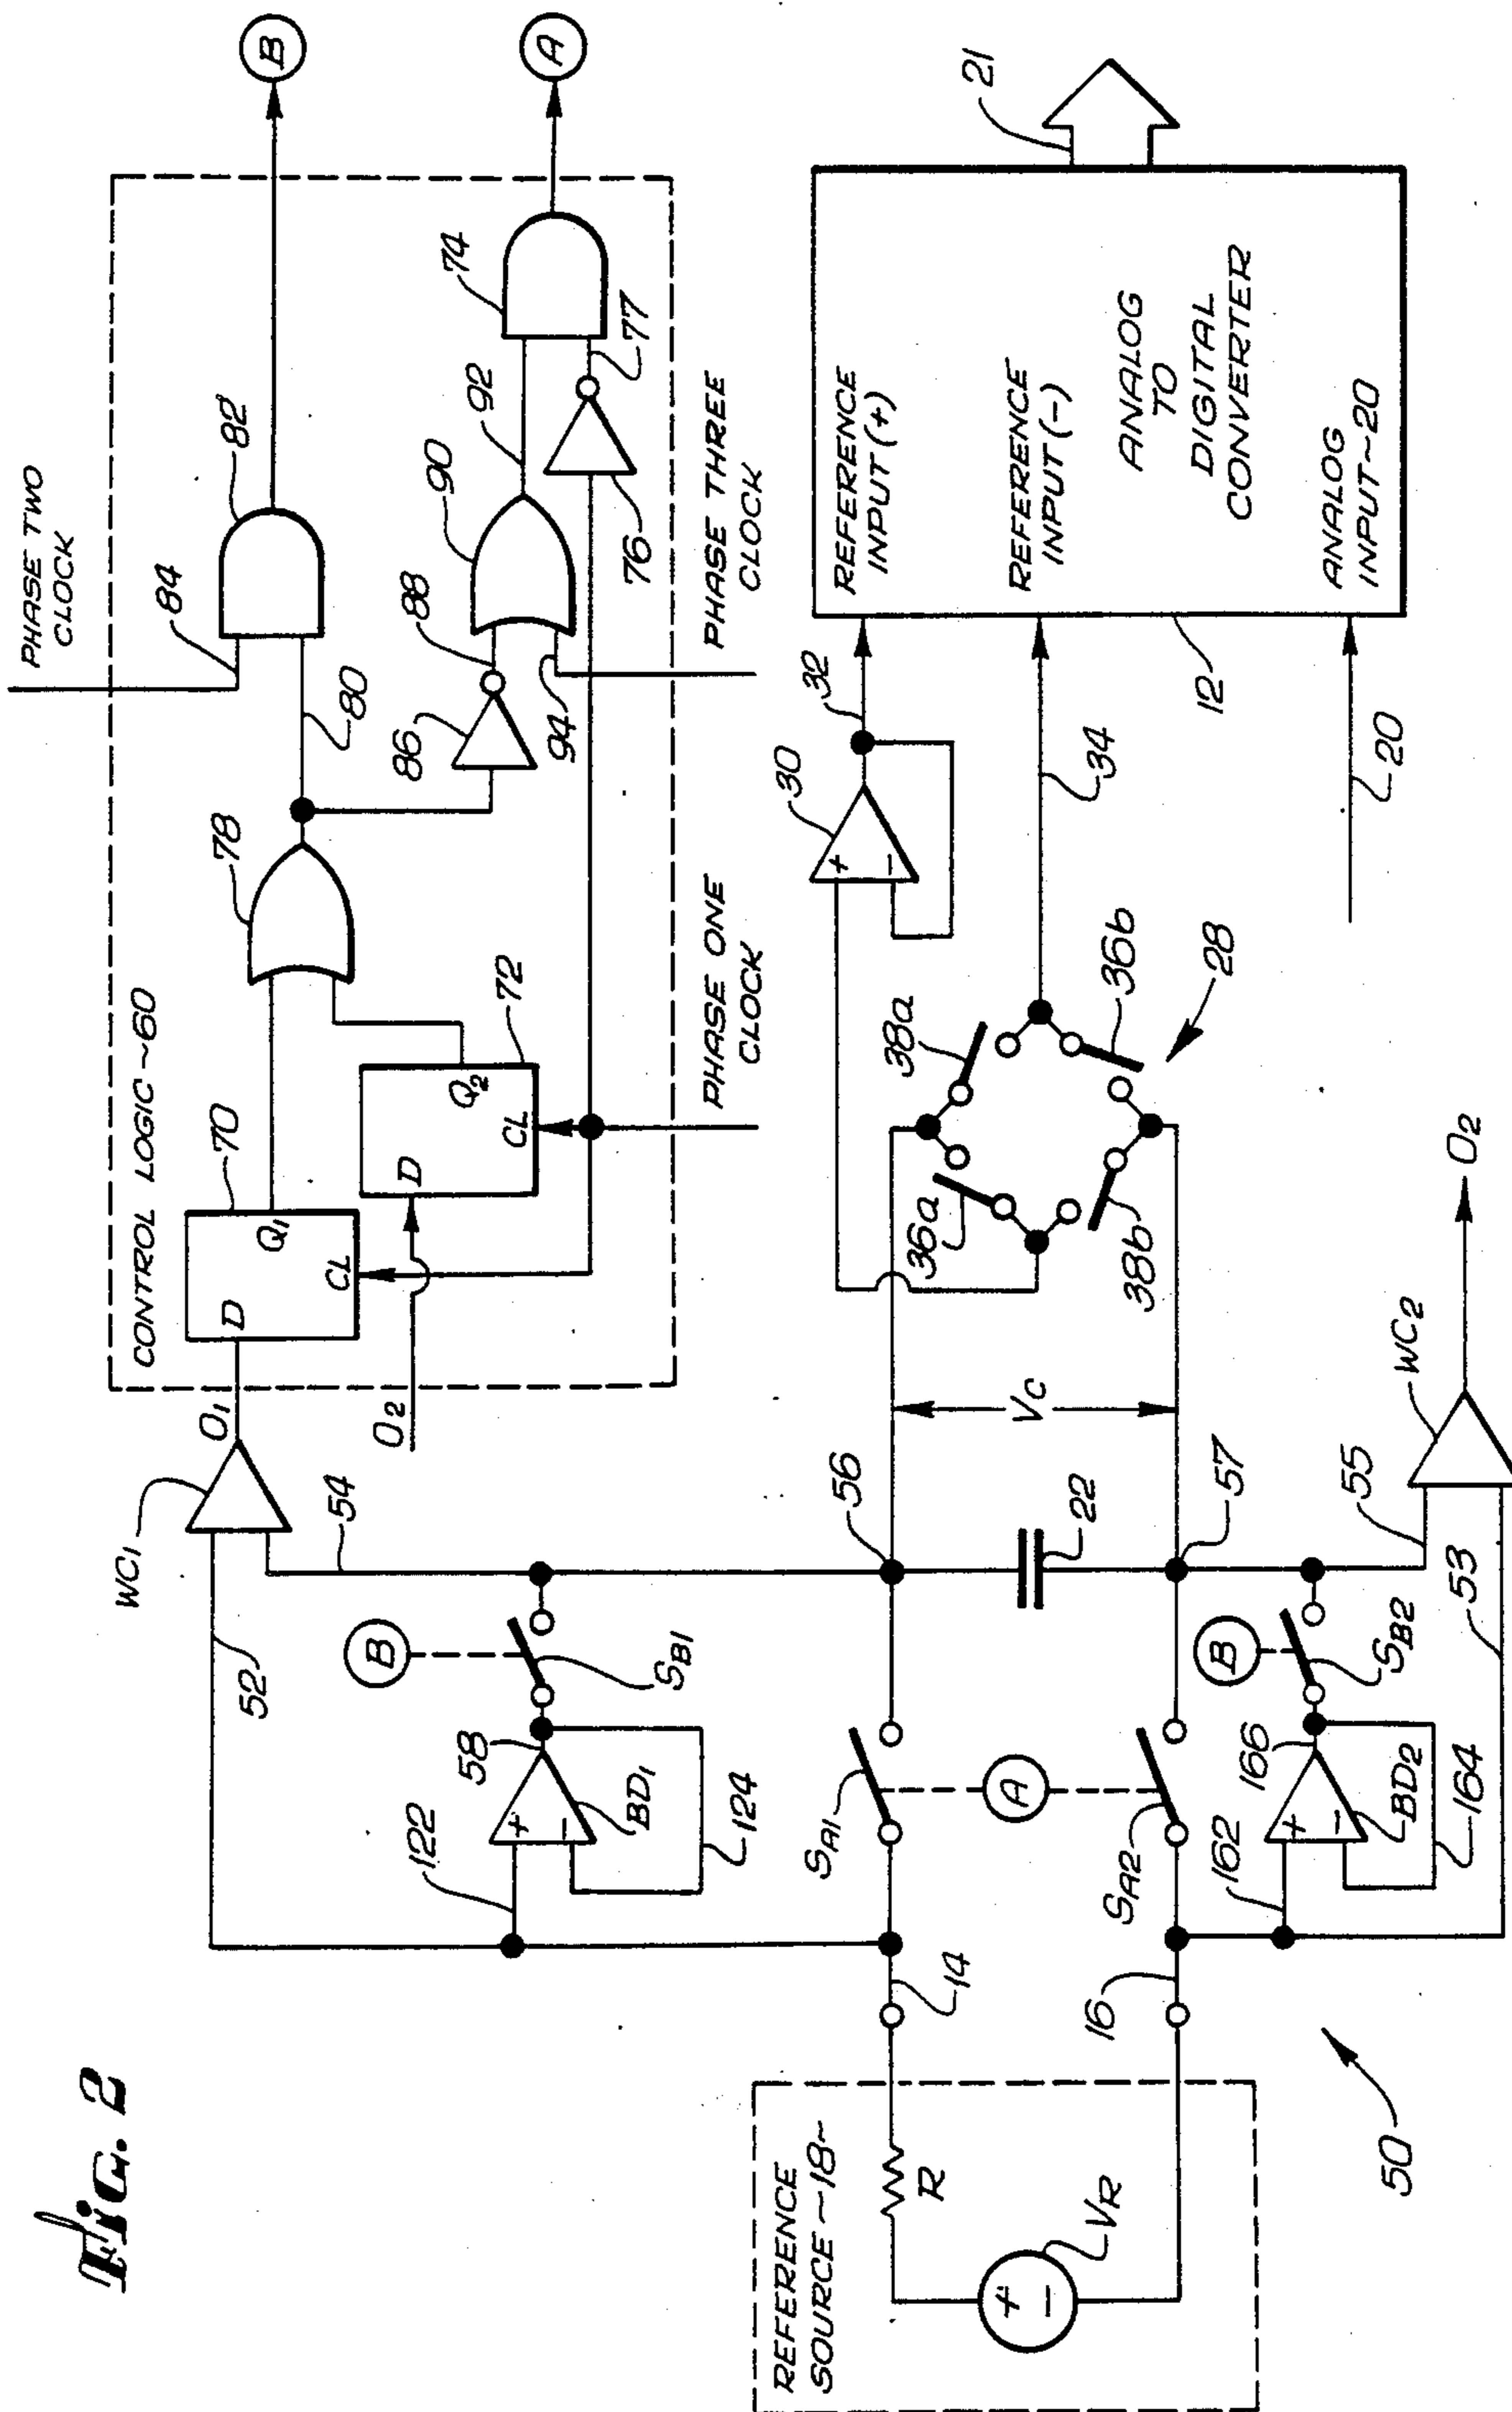 Fig. 2
PHASE TWO
CLOCK
84
82
B
CONTROL LOGIC~60
70
78
80
D
Q1
CL
WC1
O1
O2
D
Q2
CL
72
86
88
90
92
94
74
76
77
A
PHASE ONE
CLOCK
PHASE THREE
CLOCK
52
54
B
SB1
58
122
+
−
BD1
124
REFERENCE
SOURCE~18~
R
+
−
VR
14
16
SA1
A
SA2
56
22
57
VC
36a
38a
38b
36b
28
30
+
−
32
34
20
12
REFERENCE
INPUT (+)
REFERENCE
INPUT (−)
ANALOG
TO
DIGITAL
CONVERTER
ANALOG
INPUT~20
21
50
162
+
−
166
BD2
164
B
SB2
53
55
WC2
O2